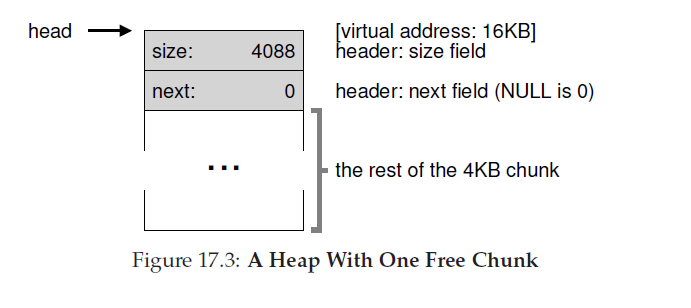 head
[virtual address: 16KB]
size: 4088
header: size field
next: 0
header: next field (NULL is 0)
...
the rest of the 4KB chunk
Figure 17.3: A Heap With One Free Chunk